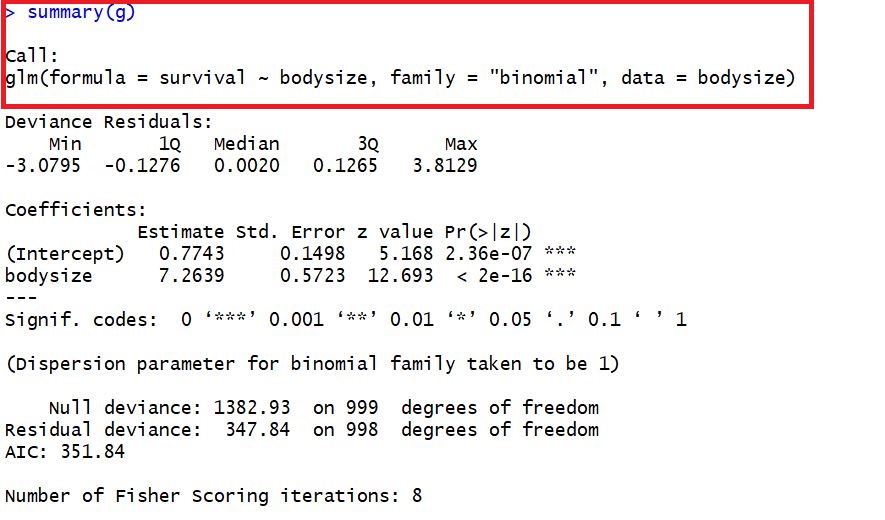 > summary(g)
Call:
glm(formula = survival ~ bodysize, family = "binomial", data = bodysize)
Deviance Residuals:
Min 1Q Median 3Q Max
-3.0795 -0.1276 0.0020 0.1265 3.8129
Coefficients:
Estimate Std. Error z value Pr(>|z|)
(Intercept) 0.7743 0.1498 5.168 2.36e-07 ***
bodysize 7.2639 0.5723 12.693 < 2e-16 ***
---
Signif. codes: 0 ‘***’ 0.001 ‘**’ 0.01 ‘*’ 0.05 ‘.’ 0.1 ‘ ’ 1
(Dispersion parameter for binomial family taken to be 1)
Null deviance: 1382.93 on 999 degrees of freedom
Residual deviance: 347.84 on 998 degrees of freedom
AIC: 351.84
Number of Fisher Scoring iterations: 8